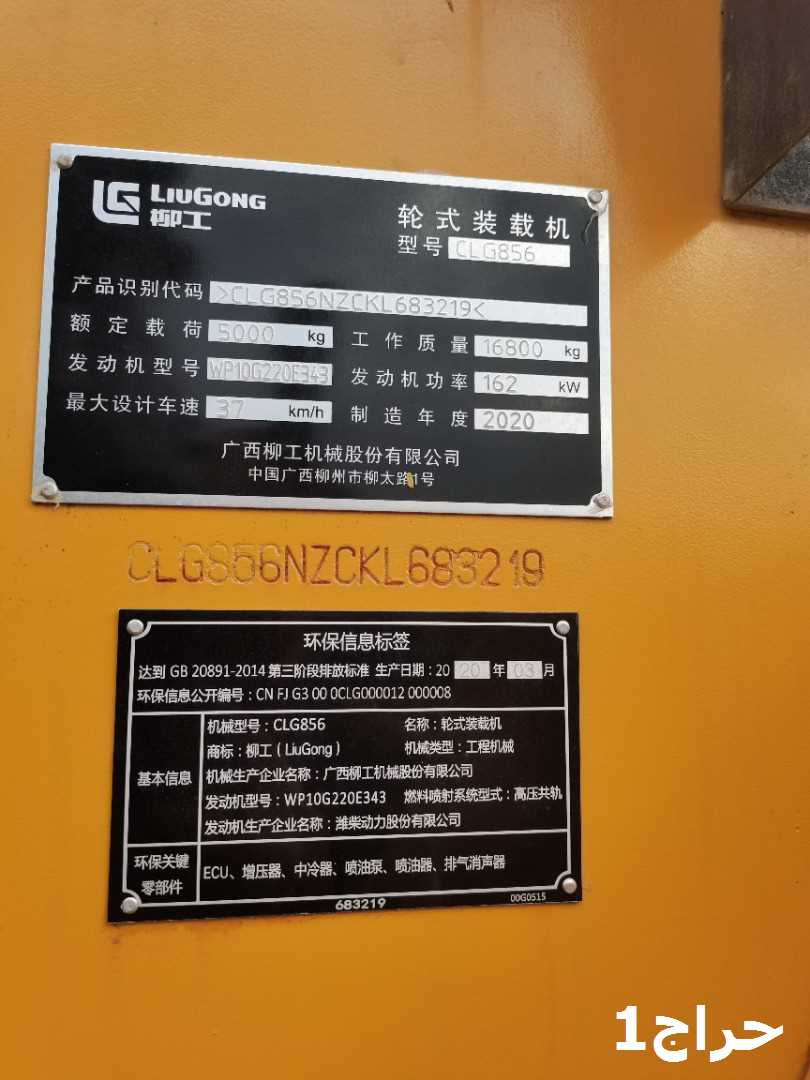 LIUGONG
柳工
轮式装载机
型号 CLG856
产品识别代码 >CLG856NZCKL683219<
额定载荷 5000 kg 工作质量 16800 kg
发动机型号 WP10G220E343 发动机功率 162 kW
最大设计车速 37 km/h 制造年度 2020
广西柳工机械股份有限公司
中国广西柳州市柳太路1号
CLG856NZCKL683219
环保信息标签
达到 GB 20891-2014 第三阶段排放标准 生产日期：20 20 年 03 月
环保信息公开编号：CN FJ G3 00 0CLG000012 000008
基本信息
机械型号：CLG856 名称：轮式装载机
商标：柳工（LiuGong） 机械类型：工程机械
机械生产企业名称：广西柳工机械股份有限公司
发动机型号：WP10G220E343 燃料喷射系统型式：高压共轨
发动机生产企业名称：潍柴动力股份有限公司
环保关键
零部件
ECU、增压器、中冷器、喷油泵、喷油器、排气消声器
683219
00G0515
حراج1